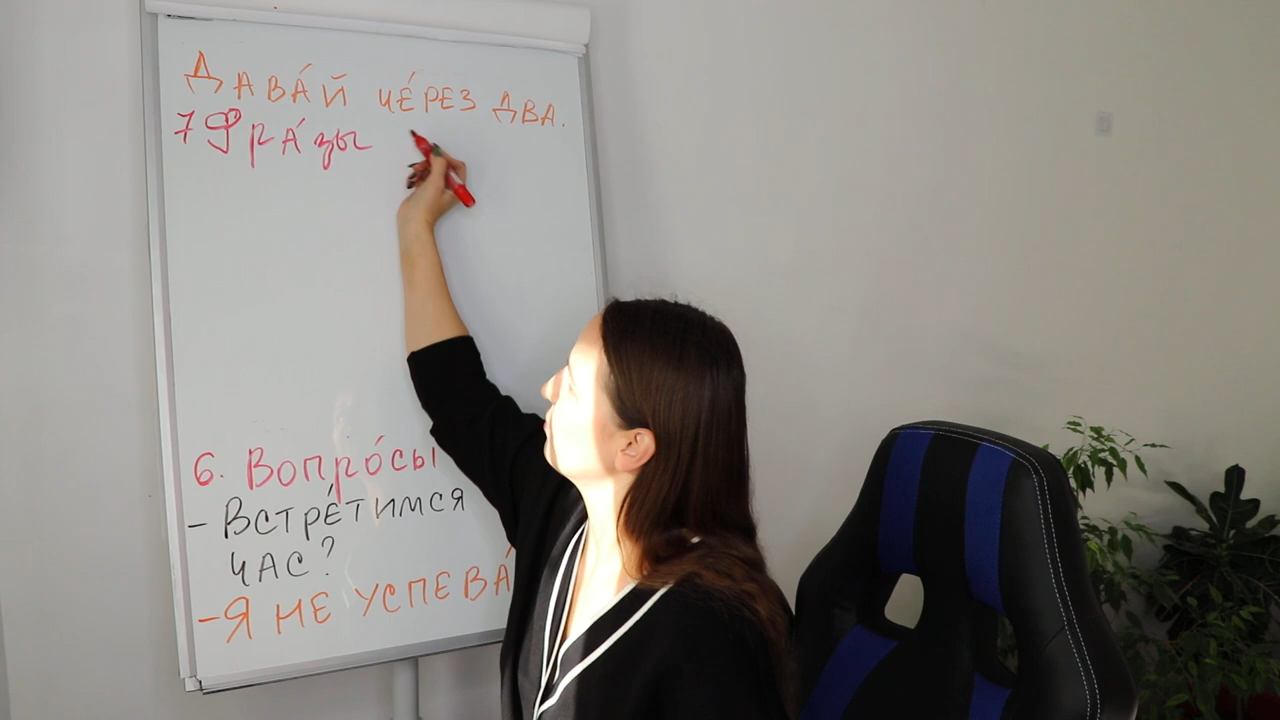 Дава́й че́рез два.
7 Фра́зы
6. Вопро́сы
- Встре́тимся
час?
- Я не успева́